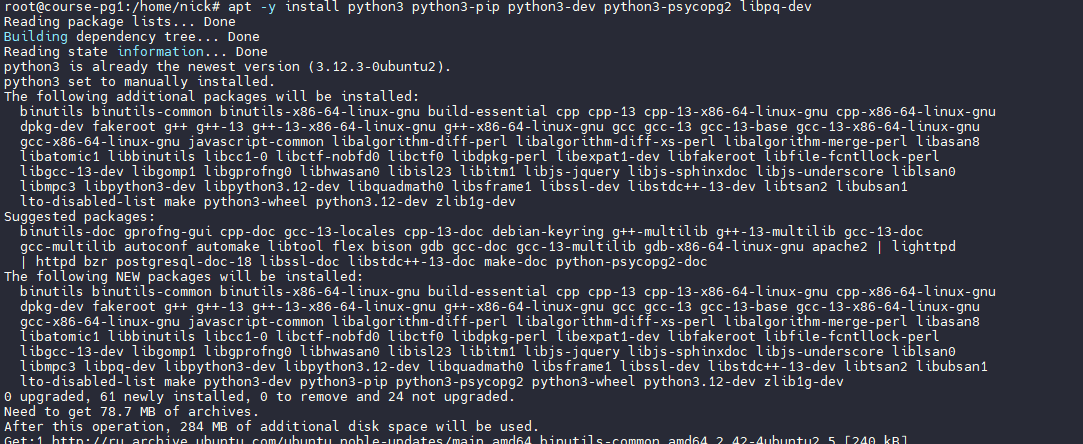 root@course-pg1:/home/nick# apt -y install python3 python3-pip python3-dev python3-psycopg2 libpq-dev
Reading package lists... Done
Building dependency tree... Done
Reading state information... Done
python3 is already the newest version (3.12.3-0ubuntu2).
python3 set to manually installed.
The following additional packages will be installed:
  binutils binutils-common binutils-x86-64-linux-gnu build-essential cpp cpp-13 cpp-13-x86-64-linux-gnu cpp-x86-64-linux-gnu
  dpkg-dev fakeroot g++ g++-13 g++-13-x86-64-linux-gnu g++-x86-64-linux-gnu gcc gcc-13 gcc-13-base gcc-13-x86-64-linux-gnu
  gcc-x86-64-linux-gnu javascript-common libalgorithm-diff-perl libalgorithm-diff-xs-perl libalgorithm-merge-perl libasan8
  libatomic1 libbinutils libcc1-0 libctf-nobfd0 libctf0 libdpkg-perl libexpat1-dev libfakeroot libfile-fcntllock-perl
  libgcc-13-dev libgomp1 libgprofng0 libhwasan0 libisl23 libitm1 libjs-jquery libjs-sphinxdoc libjs-underscore liblsan0
  libmpc3 libpython3-dev libpython3.12-dev libquadmath0 libsframe1 libssl-dev libstdc++-13-dev libtsan2 libubsan1
  lto-disabled-list make python3-wheel python3.12-dev zlib1g-dev
Suggested packages:
  binutils-doc gprofng-gui cpp-doc gcc-13-locales cpp-13-doc debian-keyring g++-multilib g++-13-multilib gcc-13-doc
  gcc-multilib autoconf automake libtool flex bison gdb gcc-doc gcc-13-multilib gdb-x86-64-linux-gnu apache2 | lighttpd
  | httpd bzr postgresql-doc-18 libssl-doc libstdc++-13-doc make-doc python-psycopg2-doc
The following NEW packages will be installed:
  binutils binutils-common binutils-x86-64-linux-gnu build-essential cpp cpp-13 cpp-13-x86-64-linux-gnu cpp-x86-64-linux-gnu
  dpkg-dev fakeroot g++ g++-13 g++-13-x86-64-linux-gnu g++-x86-64-linux-gnu gcc gcc-13 gcc-13-base gcc-13-x86-64-linux-gnu
  gcc-x86-64-linux-gnu javascript-common libalgorithm-diff-perl libalgorithm-diff-xs-perl libalgorithm-merge-perl libasan8
  libatomic1 libbinutils libcc1-0 libctf-nobfd0 libctf0 libdpkg-perl libexpat1-dev libfakeroot libfile-fcntllock-perl
  libgcc-13-dev libgomp1 libgprofng0 libhwasan0 libisl23 libitm1 libjs-jquery libjs-sphinxdoc libjs-underscore liblsan0
  libmpc3 libpq-dev libpython3-dev libpython3.12-dev libquadmath0 libsframe1 libssl-dev libstdc++-13-dev libtsan2 libubsan1
  lto-disabled-list make python3-dev python3-pip python3-psycopg2 python3-wheel python3.12-dev zlib1g-dev
0 upgraded, 61 newly installed, 0 to remove and 24 not upgraded.
Need to get 78.7 MB of archives.
After this operation, 284 MB of additional disk space will be used.
Get:1 http://ru.archive.ubuntu.com/ubuntu noble-updates/main amd64 binutils-common amd64 2.42-4ubuntu2.5 [240 kB]